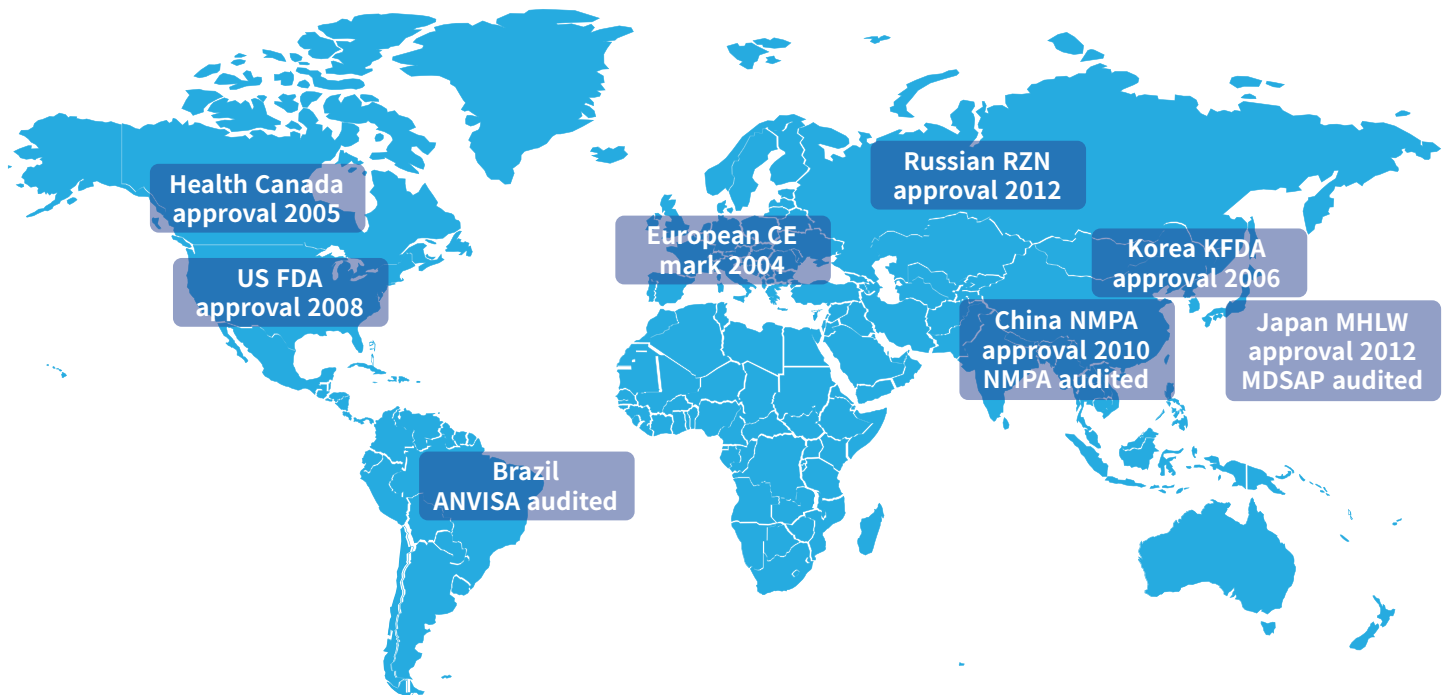 Health Canada
approval 2005
US FDA
approval 2008
Brazil
ANVISA audited
European CE
mark 2004
Russian RZN
approval 2012
Korea KFDA
approval 2006
China NMPA
approval 2010
NMPA audited
Japan MHLW
approval 2012
MDSAP audited